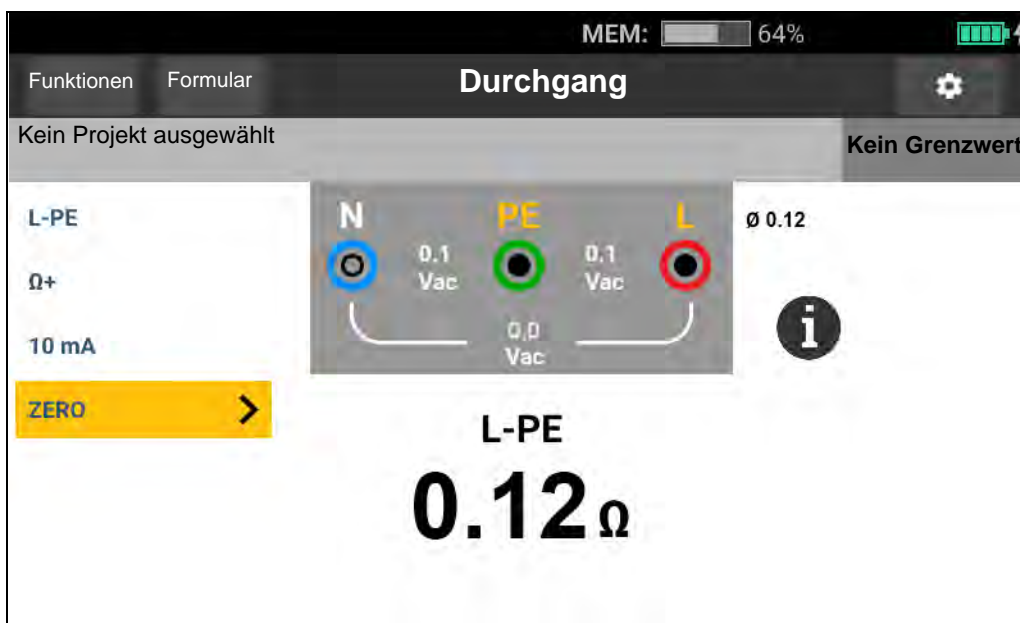 MEM: 64%
Funktionen Formular Durchgang
Kein Projekt ausgewählt
Kein Grenzwert
L-PE
Ω+
10 mA
ZERO
N PE L
0.1 Vac
0.1 Vac
0.0 Vac
Ø 0.12
i
L-PE
0.12 Ω